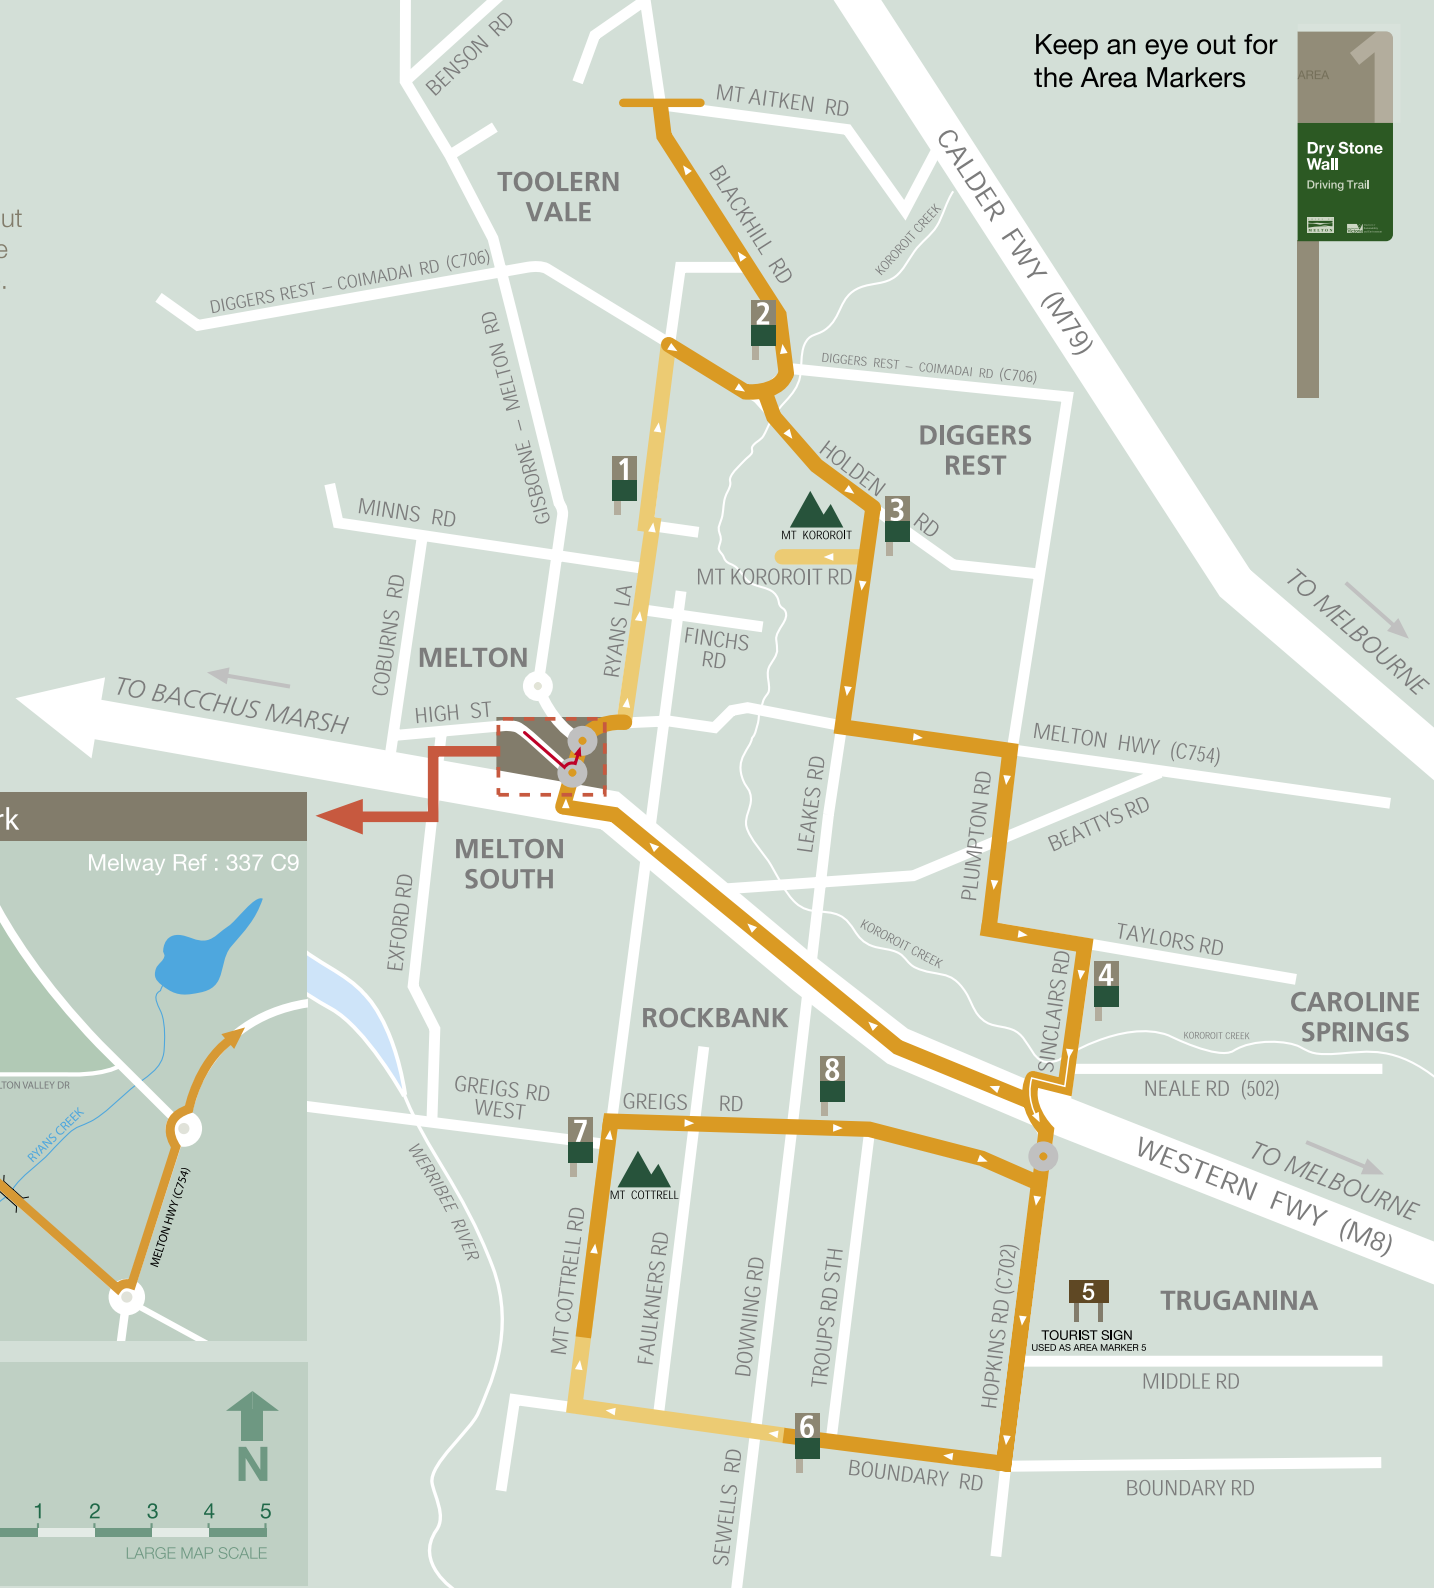 Keep an eye out for
the Area Markers
AREA
1
Dry Stone
Wall
Driving Trail
MELTON
BENSON RD
MT AITKEN RD
CALDER FWY (M79)
TOOLERN
VALE
BLACKHILL RD
KOROROIT CREEK
ut
e
.
DIGGERS REST – COIMADAI RD (C706)
GISBORNE – MELTON RD
2
DIGGERS REST – COIMADAI RD (C706)
DIGGERS
REST
HOLDEN RD
1
3
MT KOROROIT
MINNS RD
MT KOROROIT RD
COBURNS RD
RYANS LA
FINCHS
RD
TO MELBOURNE
MELTON
TO BACCHUS MARSH
HIGH ST
MELTON HWY (C754)
LEAKES RD
PLUMPTON RD
BEATTYS RD
MELTON
SOUTH
rk
Melway Ref : 337 C9
EXFORD RD
KOROROIT CREEK
TAYLORS RD
SINCLAIRS RD
4
CAROLINE
SPRINGS
ROCKBANK
KOROROIT CREEK
NEALE RD (502)
8
GREIGS RD
WEST
GREIGS RD
7
LTON VALLEY DR
RYANS CREEK
MELTON HWY (C754)
WERRIBEE RIVER
MT COTTRELL
WESTERN FWY (M8)
TO MELBOURNE
MT COTTRELL RD
FAULKNERS RD
DOWNING RD
TROUPS RD STH
HOPKINS RD (C702)
5
TOURIST SIGN
USED AS AREA MARKER 5
TRUGANINA
MIDDLE RD
6
BOUNDARY RD
BOUNDARY RD
SEWELLS RD
N
1 2 3 4 5
LARGE MAP SCALE